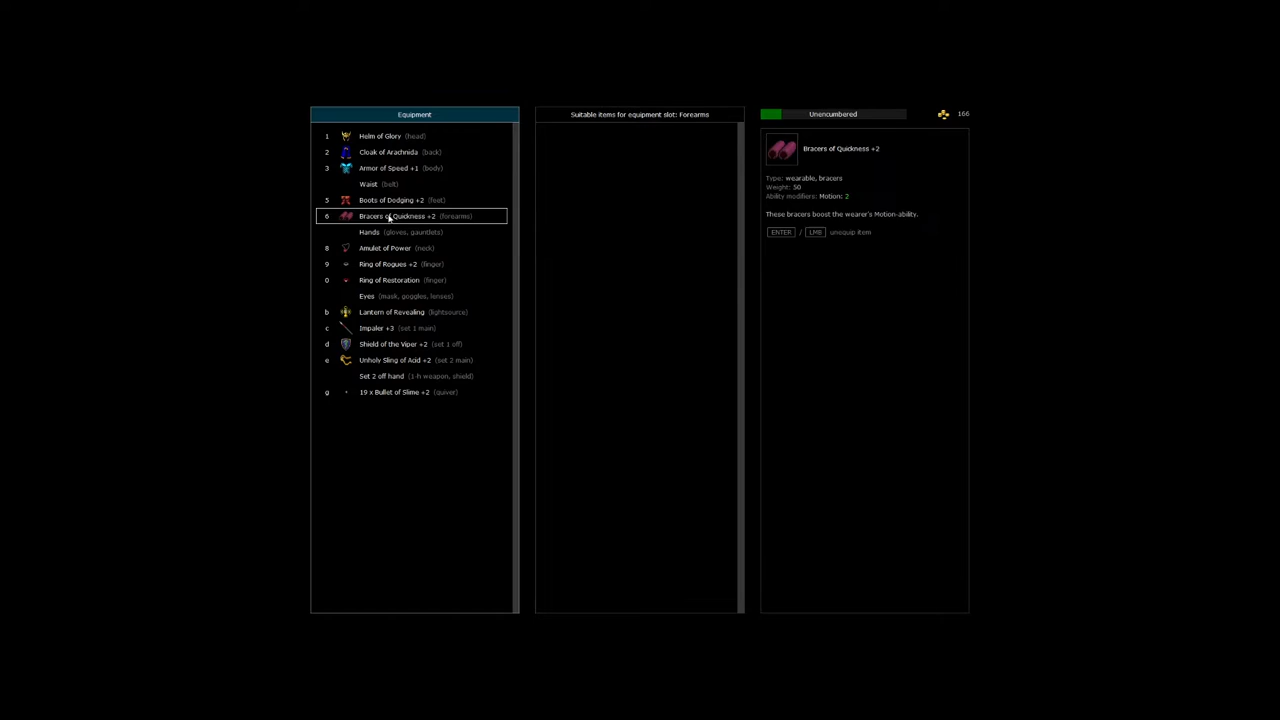 Equipment
1 Helm of Glory (head)
2 Cloak of Arachnida (back)
3 Armor of Speed +1 (body)
Waist (belt)
5 Boots of Dodging +2 (feet)
6 Bracers of Quickness +2 (forearms)
Hands (gloves, gauntlets)
8 Amulet of Power (neck)
9 Ring of Rogues +2 (finger)
0 Ring of Restoration (finger)
Eyes (mask, goggles, lenses)
b Lantern of Revealing (lightsource)
c Impaler +3 (set 1 main)
d Shield of the Viper +2 (set 1 off)
e Unholy Sling of Acid +2 (set 2 main)
Set 2 off hand (1-h weapon, shield)
g 19 x Bullet of Slime +2 (quiver)
Suitable items for equipment slot: Forearms
Unencumbered 166
Bracers of Quickness +2
Type: wearable, bracers
Weight: 50
Ability modifiers: Motion: 2
These bracers boost the wearer's Motion-ability.
ENTER / LMB unequip item